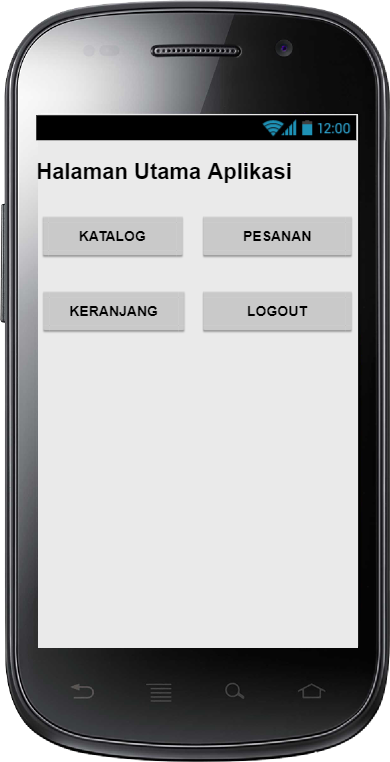 12:00
Halaman Utama Aplikasi
KATALOG PESANAN
KERANJANG LOGOUT